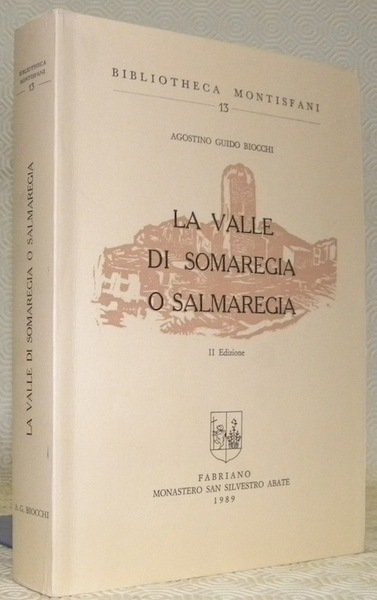 BIBLIOTHECA MONTISFANI
13
AGOSTINO GUIDO BIOCCHI
LA VALLE
DI SOMAREGIA
O SALMAREGIA
II Edizione
FABRIANO
MONASTERO SAN SILVESTRO ABATE
1989
BIBLIOTHECA
MONTISFANI
13
LA VALLE DI SOMAREGIA O SALMAREGIA
A. G. BIOCCHI